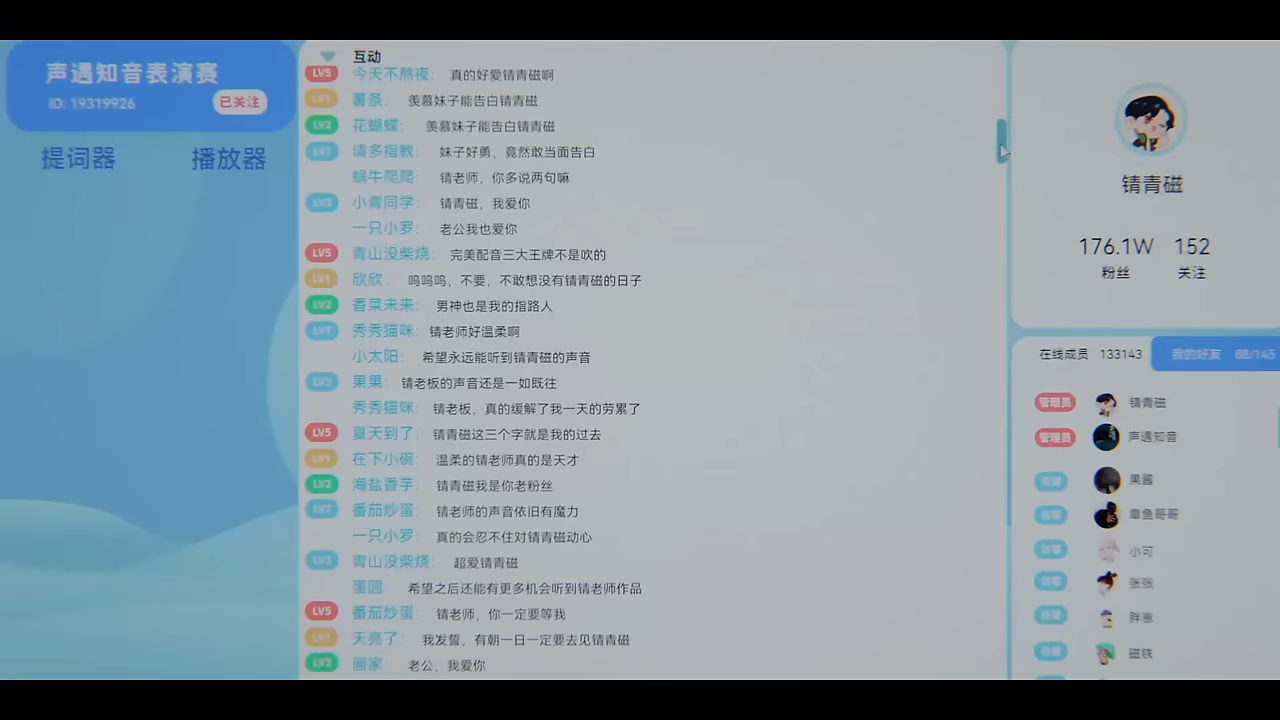 声遇知音表演赛
ID: 19319926
已关注
提词器
播放器
互动
LV5 今天不熬夜: 真的好爱锖青磁啊
LV1 薯条: 羡慕妹子能告白锖青磁
LV2 花蝴蝶: 羡慕妹子能告白锖青磁
LV7 请多指教: 妹子好勇，竟然敢当面告白
蜗牛爬爬: 锖老师，你多说两句嘛
LV3 小青同学: 锖青磁，我爱你
一只小罗: 老公我也爱你
LV5 青山没柴烧: 完美配音三大王牌不是吹的
LV1 欣欣: 呜呜呜，不要，不敢想没有锖青磁的日子
LV2 香菜未来: 男神也是我的指路人
LV7 秀秀猫咪: 锖老师好温柔啊
小太阳: 希望永远能听到锖青磁的声音
LV3 果果: 锖老板的声音还是一如既往
秀秀猫咪: 锖老板，真的缓解了我一天的劳累了
LV5 夏天到了: 锖青磁这三个字就是我的过去
LV1 在下小碗: 温柔的锖老师真的是天才
LV2 海盐香芋: 锖青磁我是你老粉丝
LV7 番茄炒蛋: 锖老师的声音依旧有魔力
一只小罗: 真的会忍不住对锖青磁动心
LV3 青山没柴烧: 超爱锖青磁
蛋圆 希望之后还能有更多机会听到锖老师作品
LV5 番茄炒蛋: 锖老师，你一定要等我
LV1 天亮了: 我发誓，有朝一日一定要去见锖青磁
LV2 画家: 老公，我爱你
锖青磁
176.1W 152
粉丝 关注
在线成员 133143
我的好友 88/145
管理员 锖青磁
管理员 声遇知音
果酱
章鱼哥哥
小可
张张
胖崽
磁铁